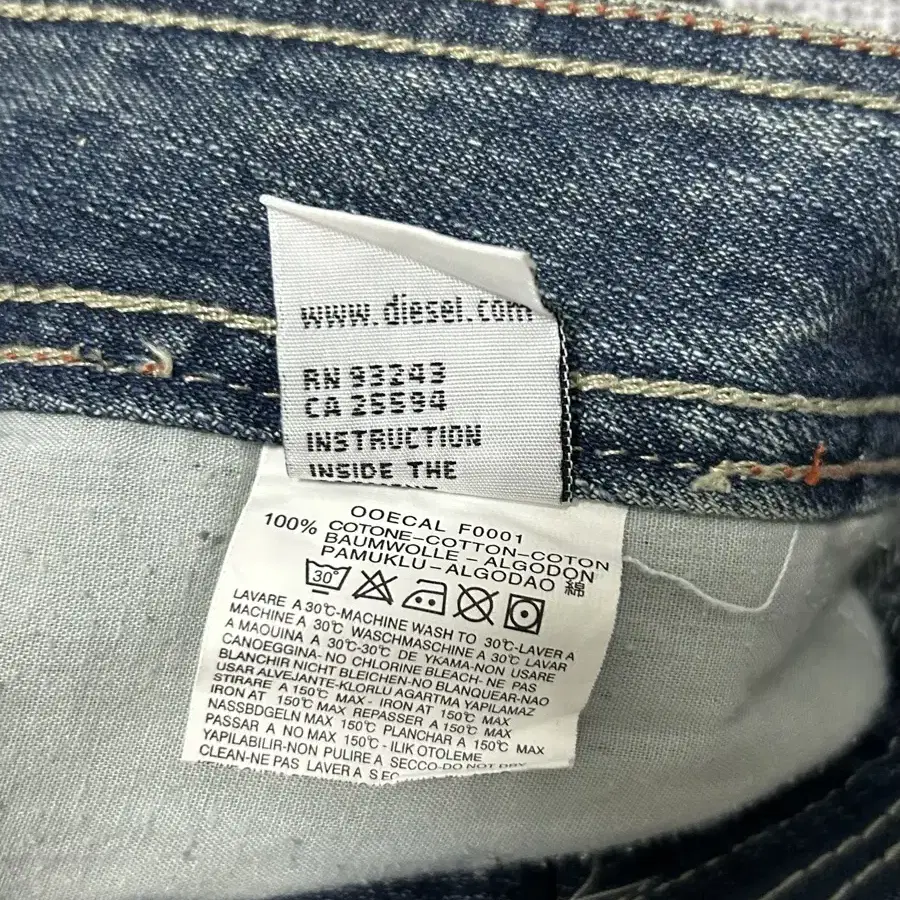 www.diesel.com
RN 93243
CA 25594
INSTRUCTION
INSIDE THE
OOECAL F0001
100% COTONE-COTTON-COTON
BAUMWOLLE-ALGODON
PAMUKLU-ALGODAO 綿
30°
LAVARE A 30℃-MACHINE WASH TO 30℃-LAVER A
MACHINE A 30℃ WASCHMASCHINE A 30℃ LAVAR
A MAOUINA A 30℃-30℃ DE YKAMA-NON USARE
CANOEGGINA- NO CHLORINE BLEACH- NE PAS
BLANCHIR NICHT BLEICHEN-NO BLANQUEAR-NAO
USAR ALVEJANTE-KLORLU AGARTMA YAPILAMAZ
STIRARE A 150℃ MAX - IRON AT 150℃ MAX
IRON AT 150℃ MAX REPASSER A 150℃ MAX
NASSBDGELN MAX 150℃ PLANCHAR A 150℃ MAX
PASSAR A NO MAX 150℃ - ILIK OTOLEME
YAPILABILIR-NON PULIRE A SECCO-DO NOT DRY
CLEAN-NE PAS LAVER A SEC